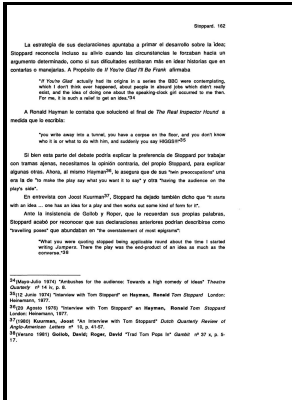 Stoppard. 162
La estrategia de sus declaraciones apuntaba a primar el desarrollo sobre la idea;
Stoppard reconocía incluso su alivio cuando las circunstancias le forzaban hacia un
argumento determinado, como si sus dificultades estribaran más en idear historias que en
contarlas o manejarlas. A Propósito de If You're Glad I'll Be Frank afirmaba
"If You're Glad actually had its origin in a series the BBC were contemplating,
which I don't think ever happened, about people in absurd jobs which didn't really
exist, and the idea of doing one about the speaking-clock girl occurred to me then.
For me, it is such a relief to get an idea."34
A Ronald Hayman le contaba que solucionó el final de The Real Inspector Hound a
medida que lo escribía:
"you write away into a tunnel, you have a corpse on the floor, and you don't know
who it is or what to do with him, and suddenly you say HIGGS!!!"35
Si bien esta parte del debate podría explicar la preferencia de Stoppard por trabajar
con tramas ajenas, necesitamos la opinión contraria, del propio Stoppard, para explicar
algunas otras. Ahora, al mismo Hayman36, le asegura que de sus "twin preoccupations" una
era la de "to make the play say what you want it to say" y otra "having the audience on the
play's side".
En entrevista con Joost Kuurman37, Stoppard ha dejado también dicho que "it starts
with an idea ... one has an idea for a play and then works out some kind of form for it".
Ante la insistencia de Gollob y Roper, que le recuerdan sus propias palabras,
Stoppard acabó por reconocer que sus declaraciones anteriores podrían describirse como
"travelling poses" que abundaban en "the overstatement of most epigrams":
"What you were quoting stopped being applicable round about the time I started
writing Jumpers. There the play was the end-product of an idea as much as the
converse."38
34(Mayo-Julio 1974) "Ambushes for the audience: Towards a high comedy of ideas" Theatre
Quarterly nº 14 iv, p. 8.
35(12 Junio 1974) "Interview with Tom Stoppard" en Hayman, Ronald Tom Stoppard London:
Heinemann, 1977.
36(20 Agosto 1976) "Interview with Tom Stoppard" en Hayman, Ronald Tom Stoppard
London: Heinemann, 1977.
37(1980) Kuurman, Joost "An Interview with Tom Stoppard" Dutch Quarterly Review of
Anglo-American Letters nº 10, p. 41-57.
38(Verano 1981) Gollob, David; Roper, David "Trad Tom Pops In" Gambit nº 37 x, p. 5-
17.